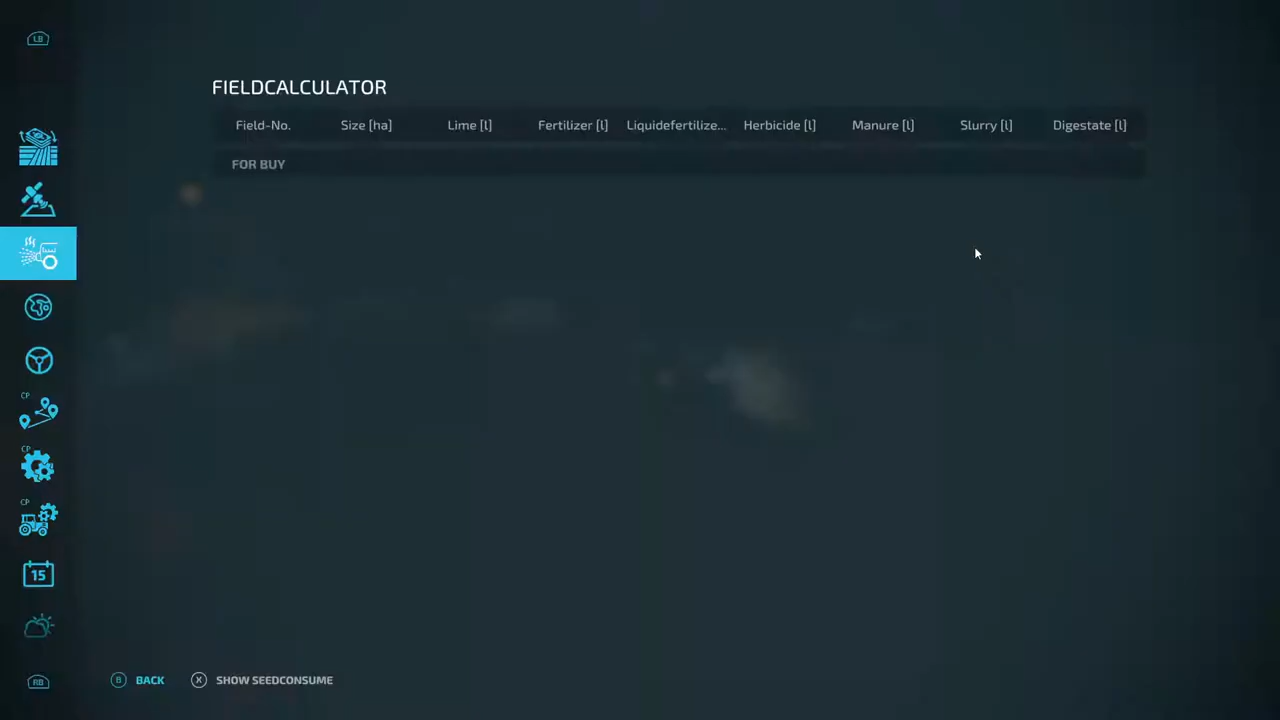 LB
FIELDCALCULATOR
Field-No. Size [ha] Lime [l] Fertilizer [l] Liquidefertilize... Herbicide [l] Manure [l] Slurry [l] Digestate [l]
FOR BUY
CP
CP
CP
15
B BACK X SHOW SEEDCONSUME
RB